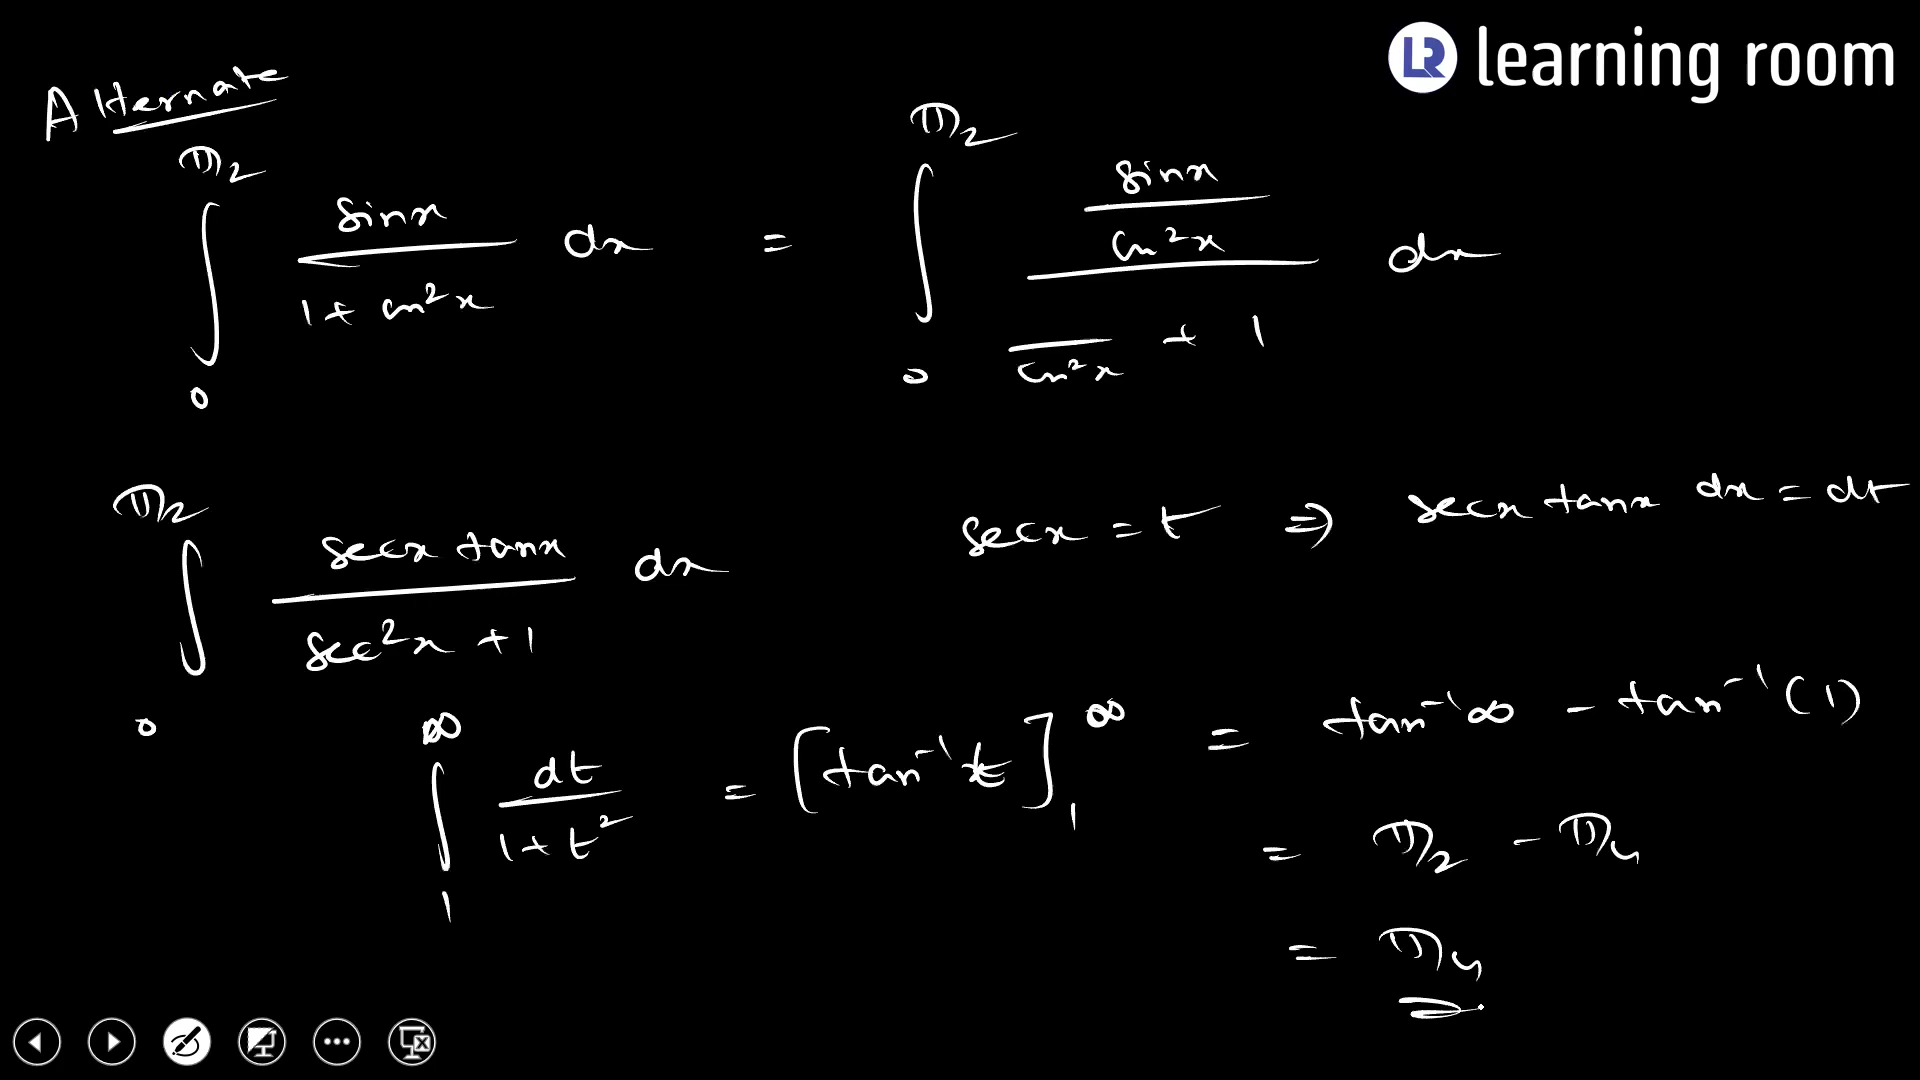 learning room
Alternate
∫₀^(π/2) sinx / (1 + cos²x) dx = ∫₀^(π/2) (sinx / cos²x) / ( / cos²x + 1) dx
∫₀^(π/2) secx tanx / (sec²x + 1) dx secx = t ⇒ secx tanx dx = dt
∫₁^∞ dt / (1 + t²) = [tan⁻¹t]₁^∞ = tan⁻¹∞ - tan⁻¹(1)
= π/2 - π/4
= π/4